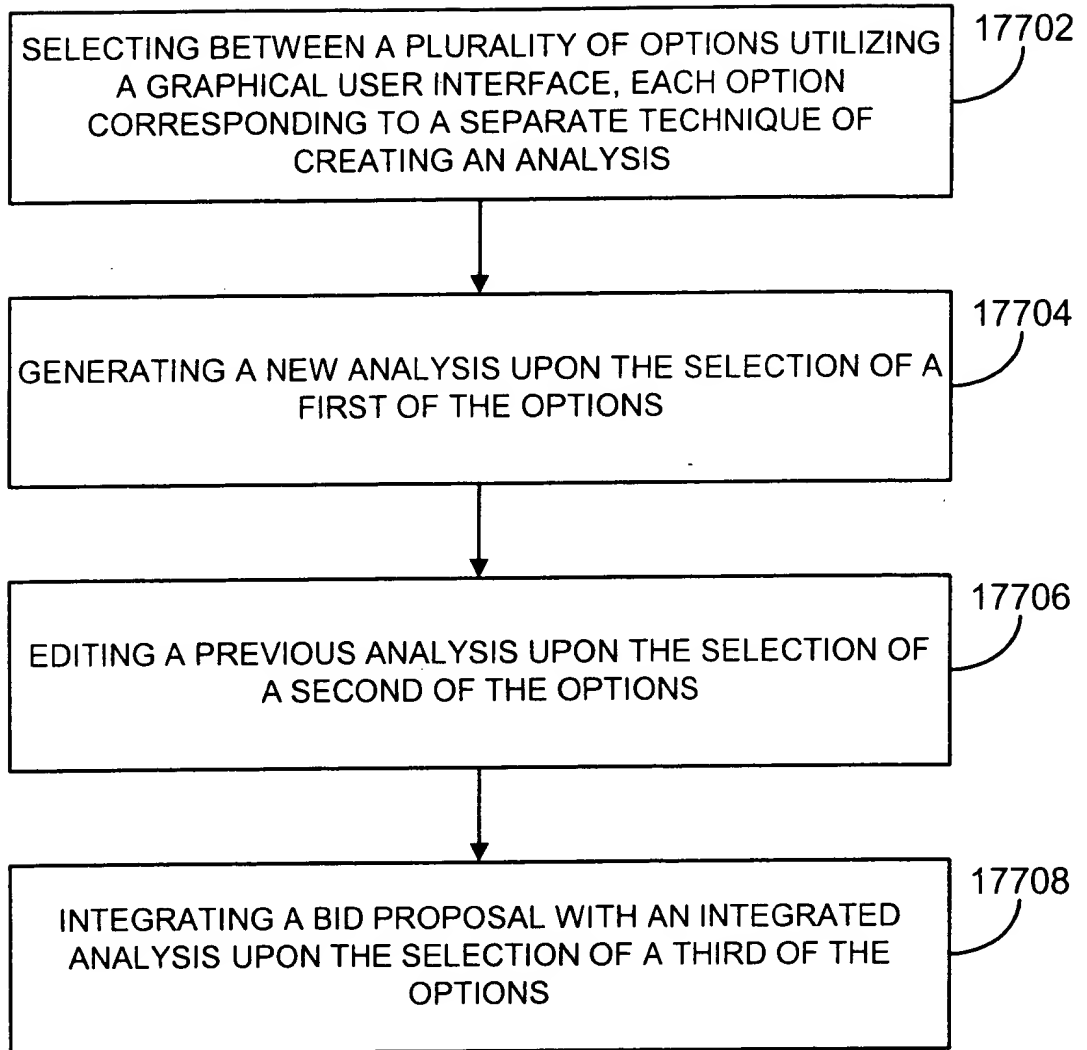 SELECTING BETWEEN A PLURALITY OF OPTIONS UTILIZING
A GRAPHICAL USER INTERFACE, EACH OPTION
CORRESPONDING TO A SEPARATE TECHNIQUE OF
CREATING AN ANALYSIS
17702
GENERATING A NEW ANALYSIS UPON THE SELECTION OF A
FIRST OF THE OPTIONS
17704
EDITING A PREVIOUS ANALYSIS UPON THE SELECTION OF
A SECOND OF THE OPTIONS
17706
INTEGRATING A BID PROPOSAL WITH AN INTEGRATED
ANALYSIS UPON THE SELECTION OF A THIRD OF THE
OPTIONS
17708